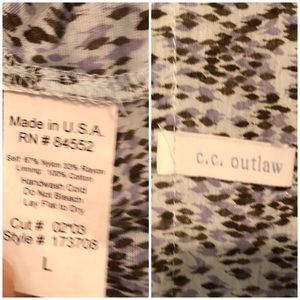 Made in U.S.A.
RN # 84552
Self: 67% Nylon 33% Rayon
Lining: 100% Cotton
Handwash Cold
Do Not Bleach
Lay Flat to Dry
Cut # 02*03
Style # 173708
L
c.c. outlaw